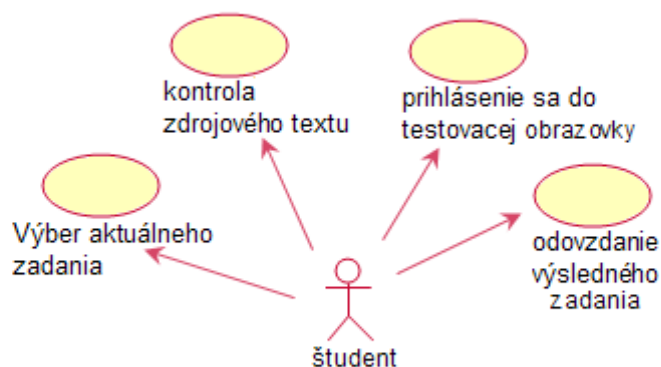 kontrola
zdrojového textu
prihlásenie sa do
testovacej obrazovky
Výber aktuálneho
zadania
odovzdanie
výsledného
zadania
študent